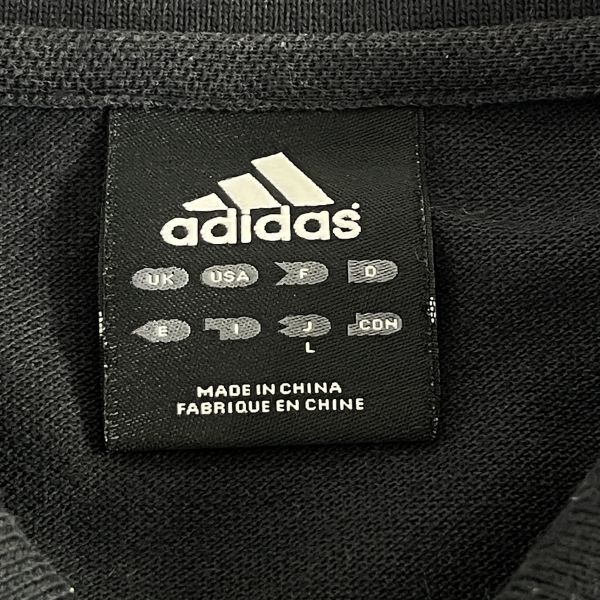 adidas
UK USA F D
E I J CDN
L
MADE IN CHINA
FABRIQUE EN CHINE